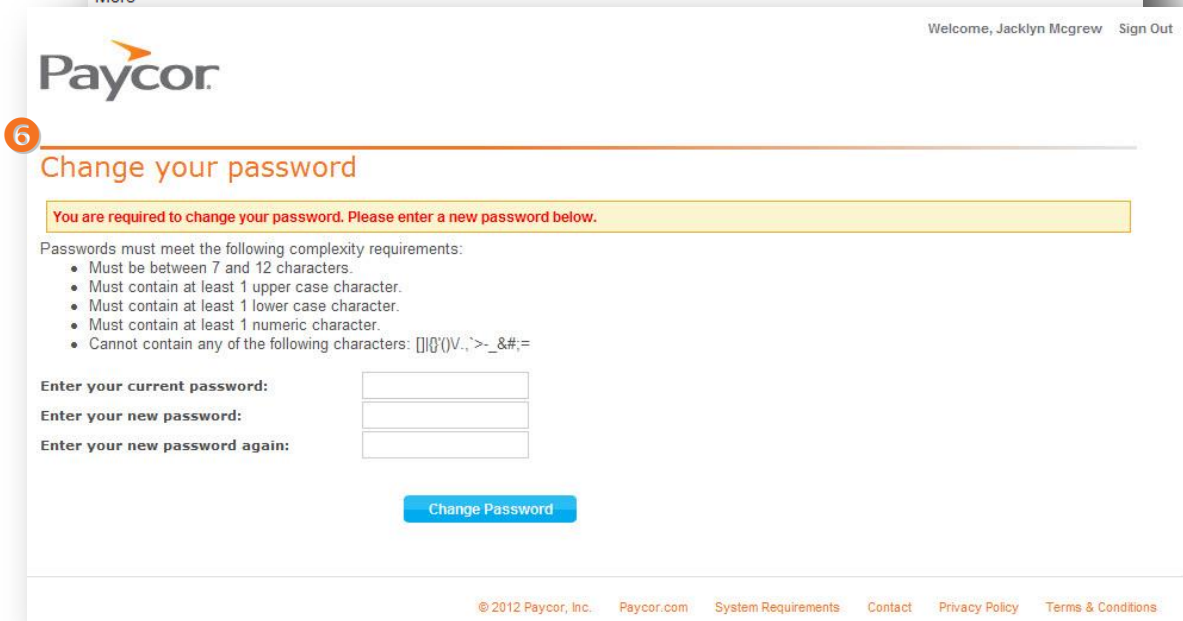 More
Welcome, Jacklyn Mcgrew Sign Out
Paycor
6
Change your password
You are required to change your password. Please enter a new password below.
Passwords must meet the following complexity requirements:
• Must be between 7 and 12 characters.
• Must contain at least 1 upper case character.
• Must contain at least 1 lower case character.
• Must contain at least 1 numeric character.
• Cannot contain any of the following characters: []|{}'()\/.,`>-_&#;=
Enter your current password:
Enter your new password:
Enter your new password again:
Change Password
© 2012 Paycor, Inc. Paycor.com System Requirements Contact Privacy Policy Terms & Conditions